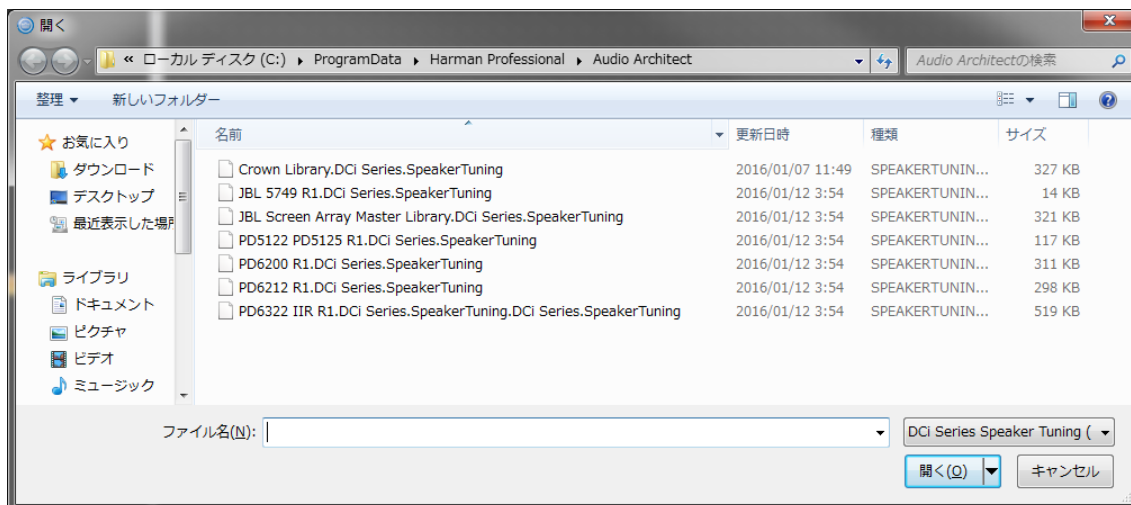 開く
« ローカル ディスク (C:) ▸ ProgramData ▸ Harman Professional ▸ Audio Architect
Audio Architectの検索
整理 新しいフォルダー
お気に入り
ダウンロード
デスクトップ
最近表示した場所
ライブラリ
ドキュメント
ピクチャ
ビデオ
ミュージック
名前 更新日時 種類 サイズ
Crown Library.DCi Series.SpeakerTuning 2016/01/07 11:49 SPEAKERTUNIN... 327 KB
JBL 5749 R1.DCi Series.SpeakerTuning 2016/01/12 3:54 SPEAKERTUNIN... 14 KB
JBL Screen Array Master Library.DCi Series.SpeakerTuning 2016/01/12 3:54 SPEAKERTUNIN... 321 KB
PD5122 PD5125 R1.DCi Series.SpeakerTuning 2016/01/12 3:54 SPEAKERTUNIN... 117 KB
PD6200 R1.DCi Series.SpeakerTuning 2016/01/12 3:54 SPEAKERTUNIN... 311 KB
PD6212 R1.DCi Series.SpeakerTuning 2016/01/12 3:54 SPEAKERTUNIN... 298 KB
PD6322 IIR R1.DCi Series.SpeakerTuning.DCi Series.SpeakerTuning 2016/01/12 3:54 SPEAKERTUNIN... 519 KB
ファイル名(N):
DCi Series Speaker Tuning (
開く(O) キャンセル